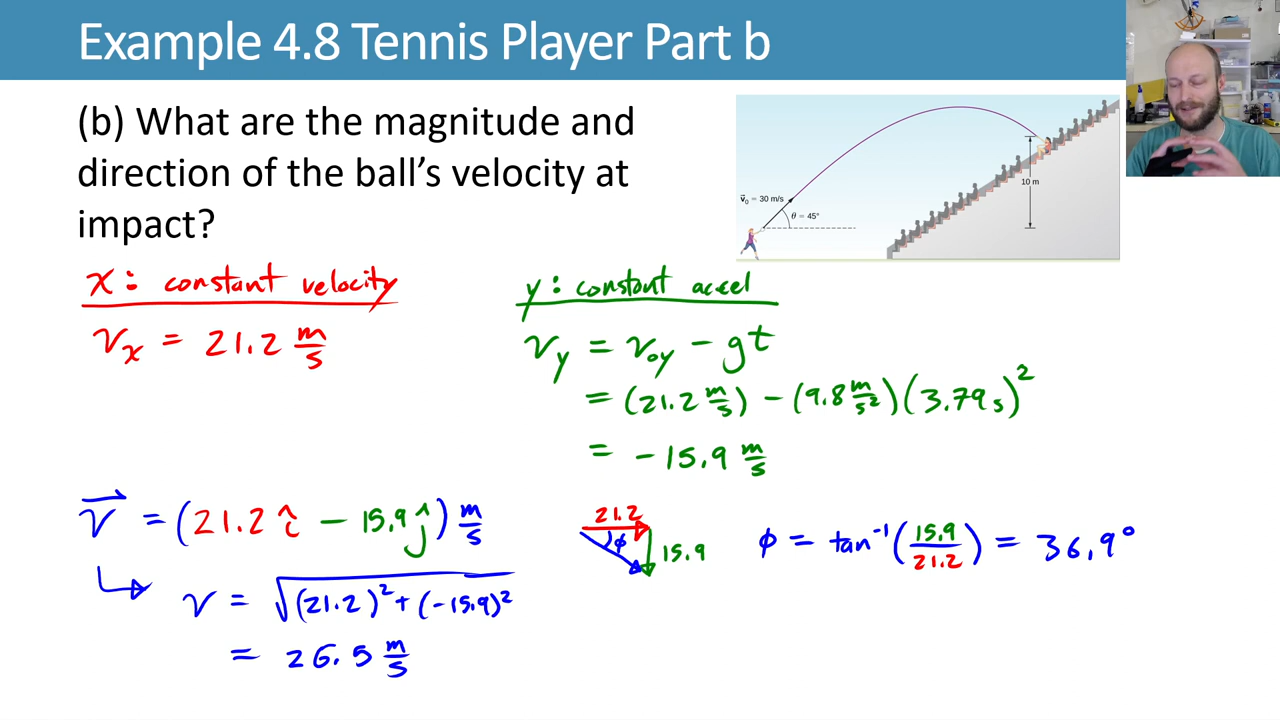 Example 4.8 Tennis Player Part b
(b) What are the magnitude and
direction of the ball's velocity at
impact?
v⃗₀ = 30 m/s
θ = 45°
10 m
x: constant velocity
vₓ = 21.2 m/s
y: constant accel
v_y = v₀y − gt
= (21.2 m/s) − (9.8 m/s²)(3.79 s)²
= −15.9 m/s
v⃗ = (21.2 î − 15.9 ĵ) m/s
v = √((21.2)² + (−15.9)²)
= 26.5 m/s
21.2
φ
15.9
φ = tan⁻¹(15.9/21.2) = 36.9°